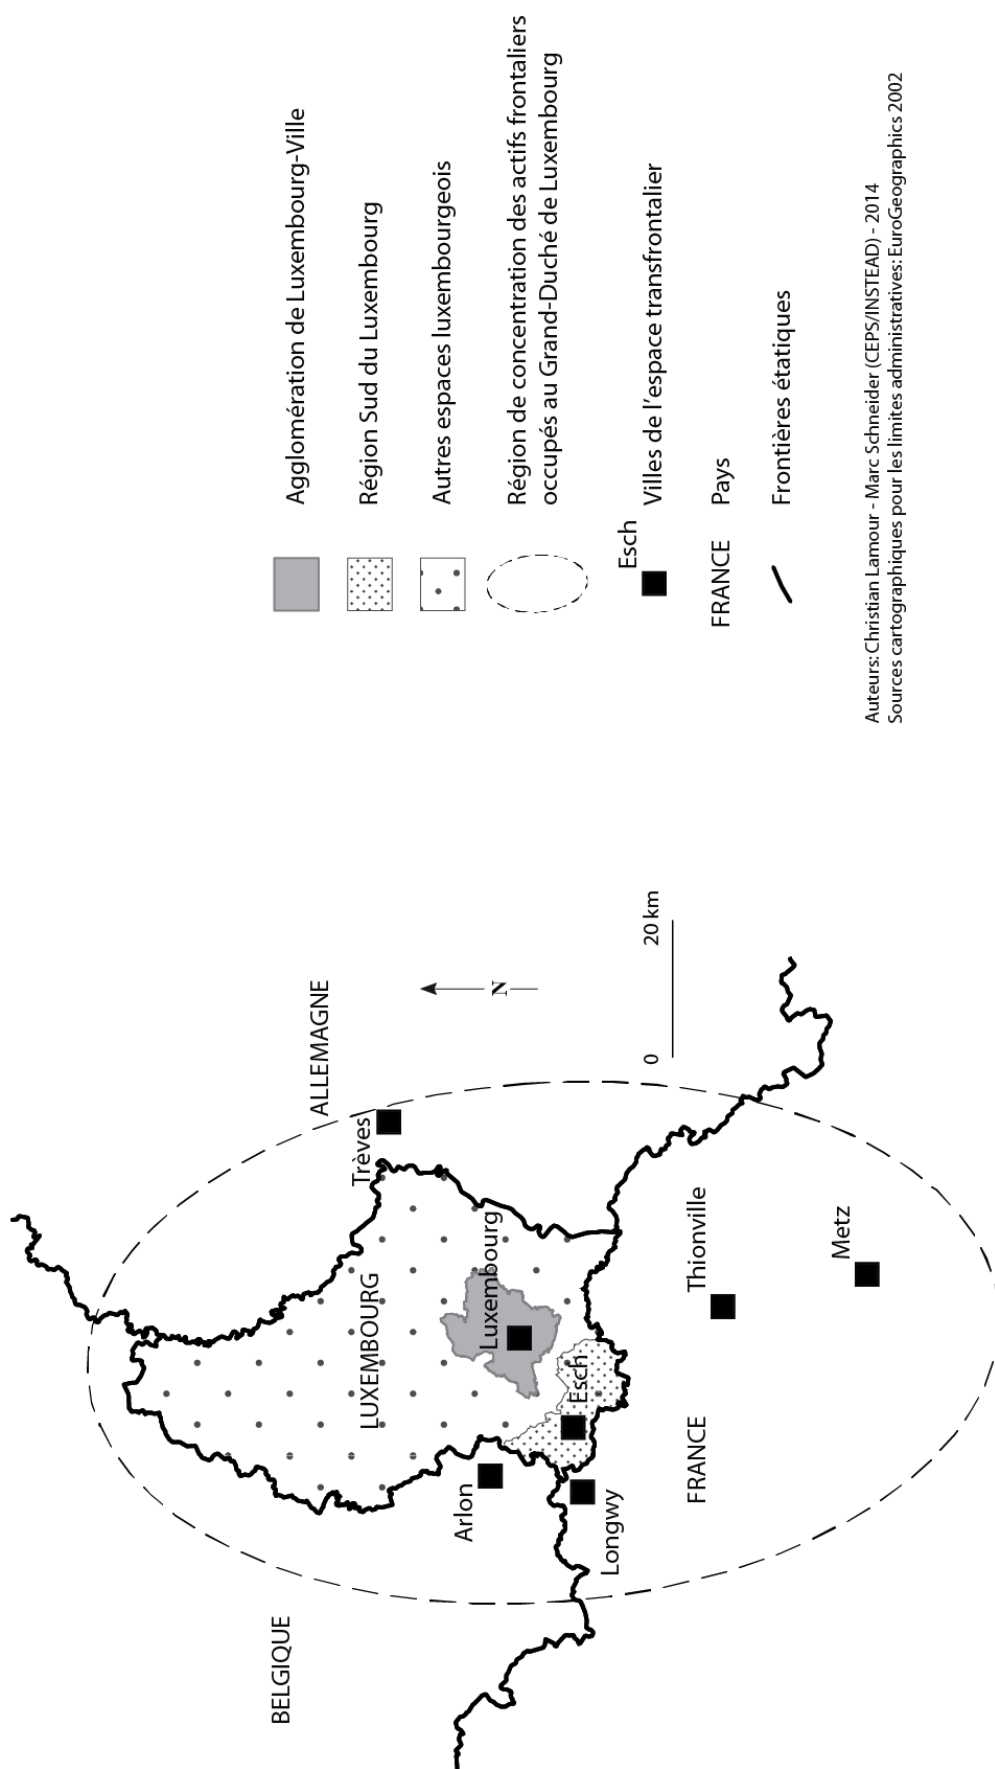 BELGIQUE
ALLEMAGNE
LUXEMBOURG
Trèves
Arlon
Luxembourg
Esch
Longwy
FRANCE
Thionville
Metz
N
0
20 km
Agglomération de Luxembourg-Ville
Région Sud du Luxembourg
Autres espaces luxembourgeois
Région de concentration des actifs frontaliers
occupés au Grand-Duché de Luxembourg
Esch
Villes de l'espace transfrontalier
FRANCE Pays
Frontières étatiques
Auteurs: Christian Lamour - Marc Schneider (CEPS/INSTEAD) - 2014
Sources cartographiques pour les limites administratives: EuroGeographics 2002